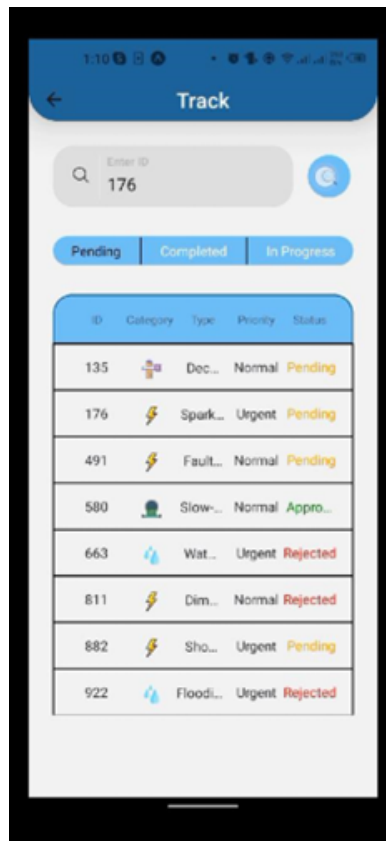 1:10
Track
Enter ID
176
Pending Completed In Progress
ID Category Type Priority Status
135 Dec... Normal Pending
176 Spark... Urgent Pending
491 Fault... Normal Pending
580 Slow-... Normal Appro...
663 Wat... Urgent Rejected
811 Dim... Normal Rejected
882 Sho... Urgent Pending
922 Floodi... Urgent Rejected